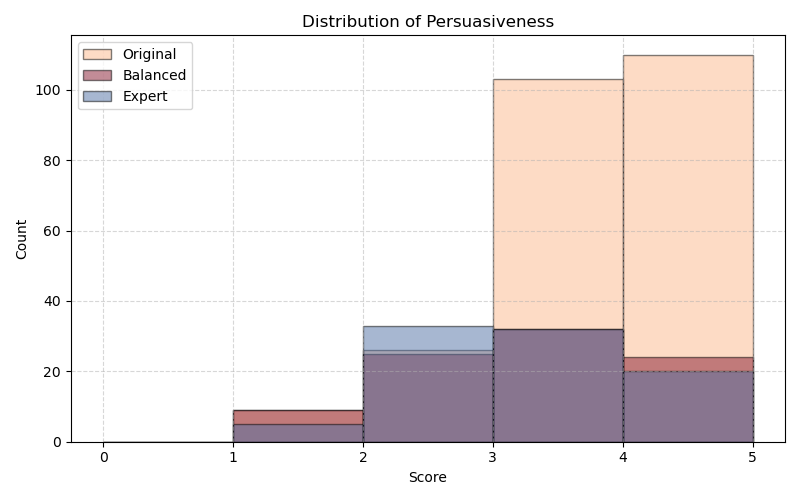 Distribution of Persuasiveness
Original
Balanced
Expert
100
80
60
40
20
0
Count
0 1 2 3 4 5
Score